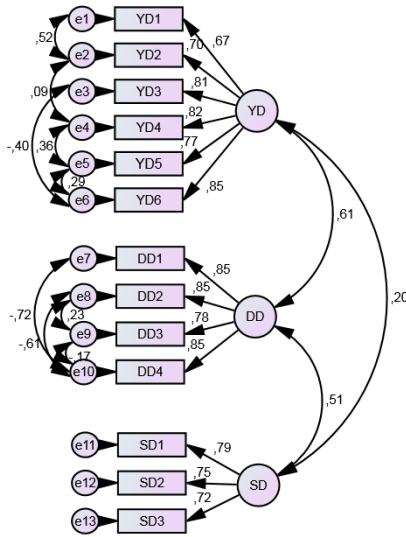 e1 YD1
,52 ,70 ,67
e2 YD2
e3 YD3 ,81
,09 YD
e4 YD4 ,82
-,40 ,36 ,77
e5 YD5
,29 ,85
e6 YD6
,61
e7 DD1 ,85
,20
e8 DD2 ,85
-,72 ,23 DD
e9 DD3 ,78
-,61 -,17 ,85
e10 DD4
,51
e11 SD1 ,79
e12 SD2 ,75 SD
,72
e13 SD3